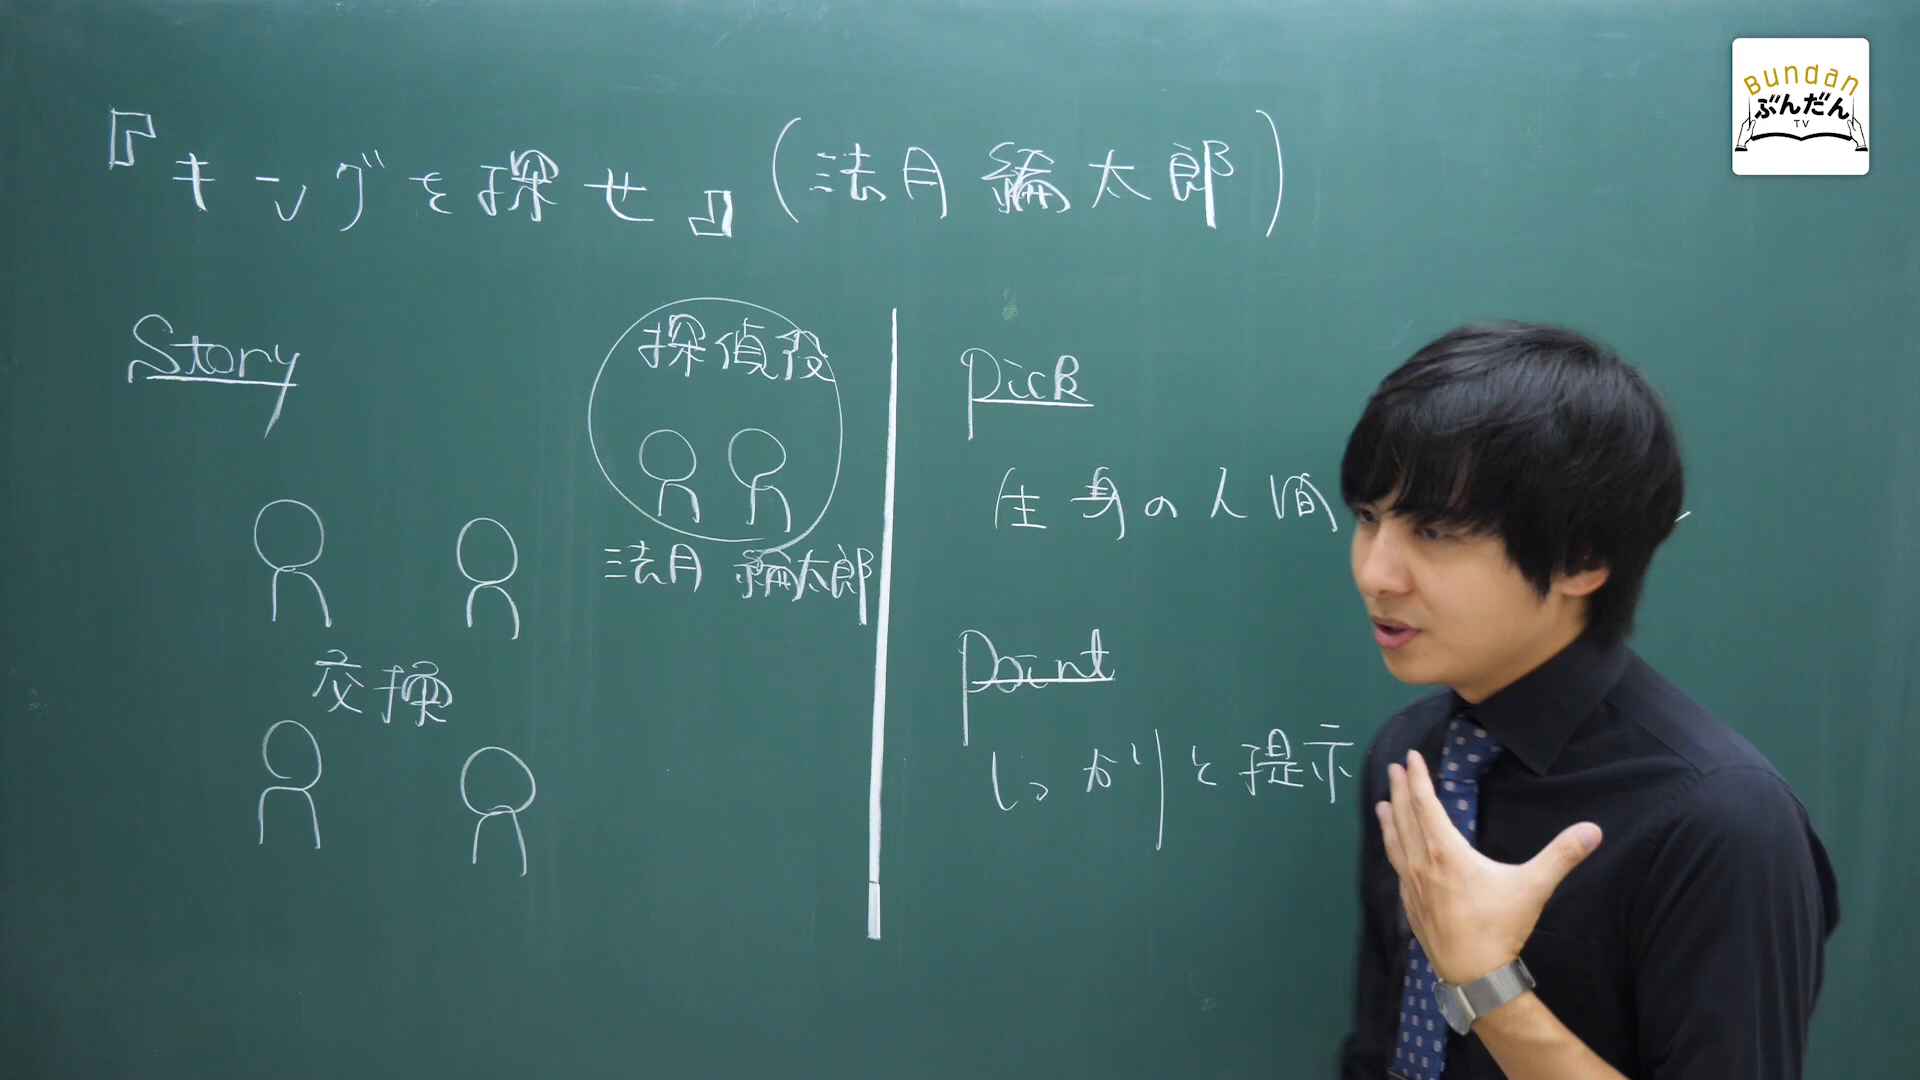 『キングを探せ』(法月綸太郎)
Story
探偵役
法月 綸太郎
交換
Pick
生身の人間
Point
しっかりと提示
Bundan
ぶんだん
TV